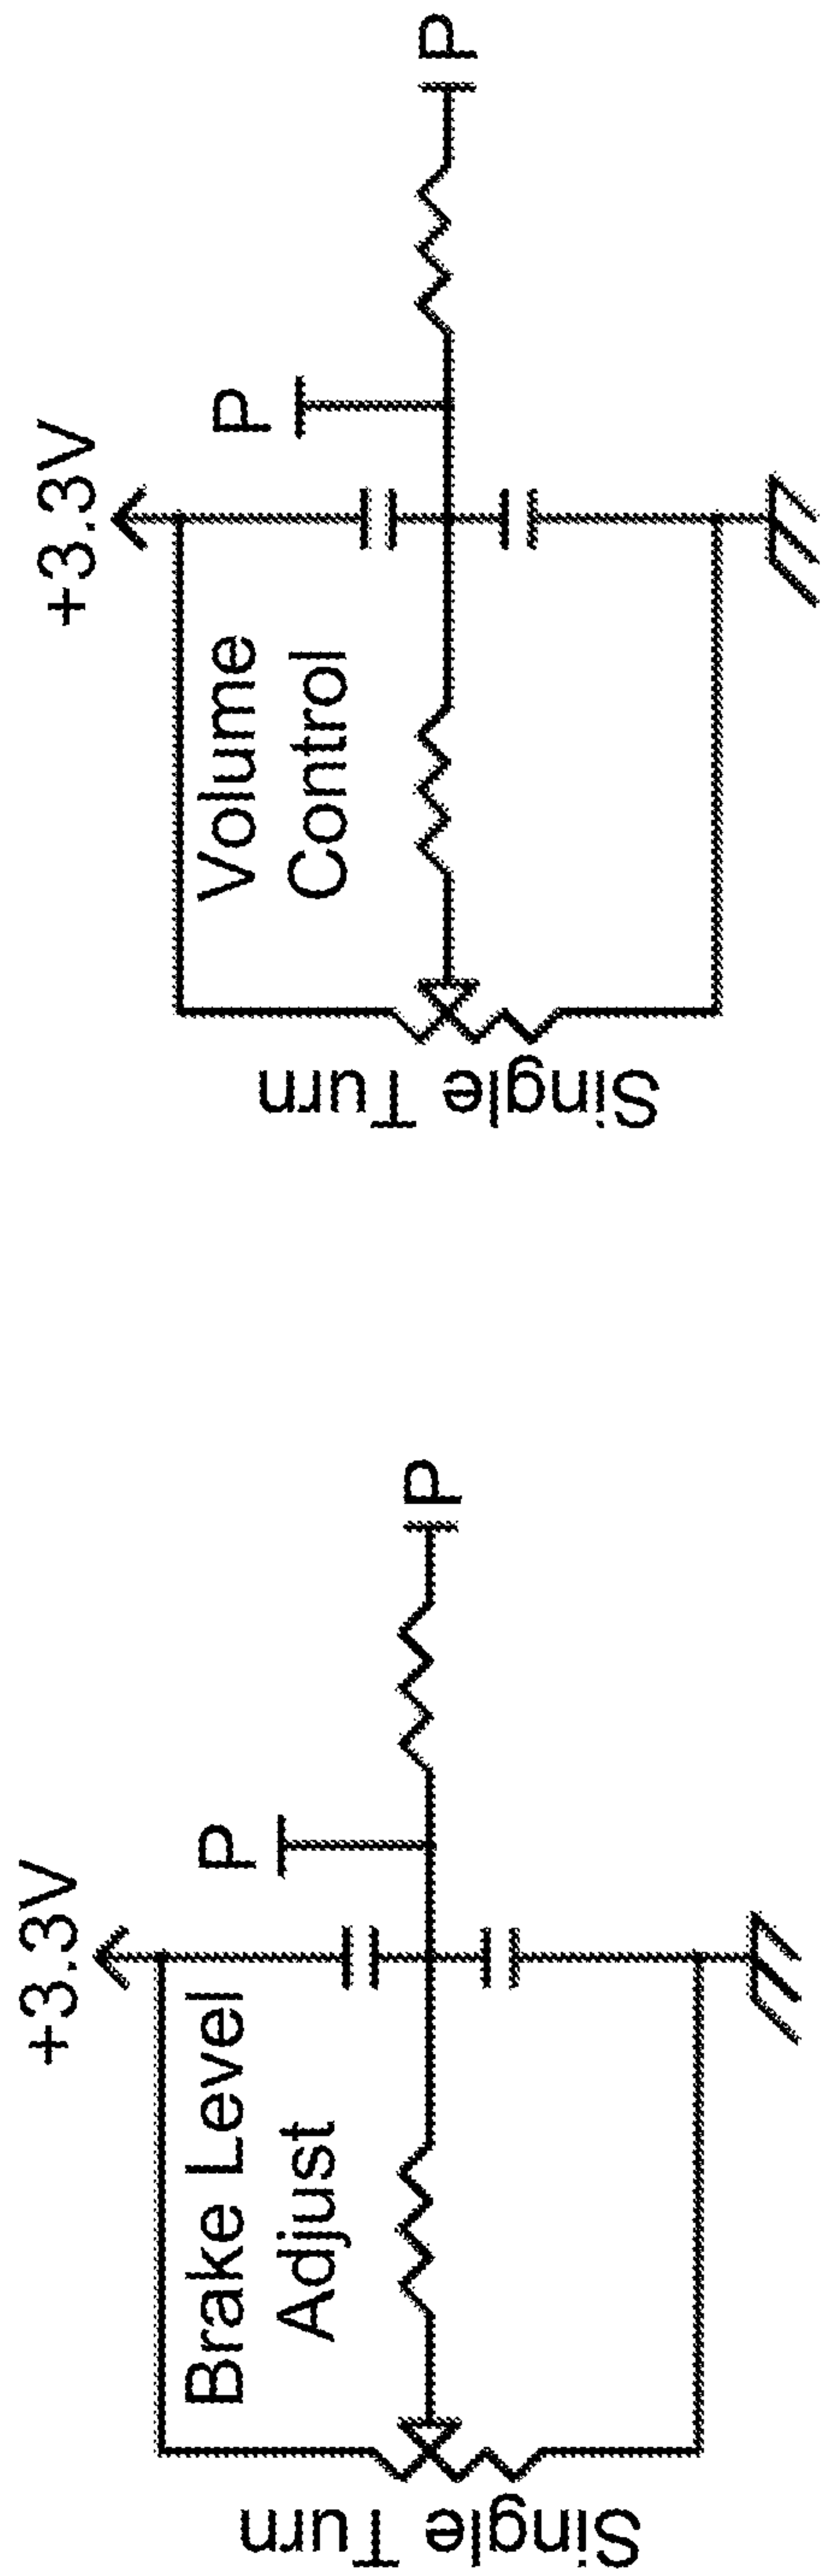 +3.3V
P
Volume
Control
P
Single Turn
+3.3V
P
Brake Level
Adjust
P
Single Turn